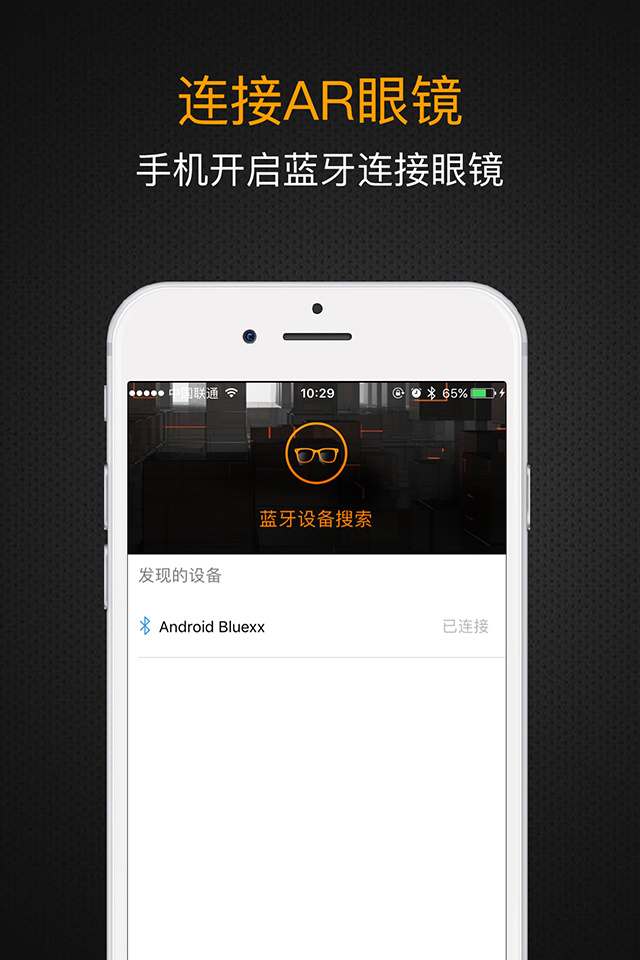 连接AR眼镜
手机开启蓝牙连接眼镜
中国联通 10:29 65%
蓝牙设备搜索
发现的设备
Android Bluexx 已连接